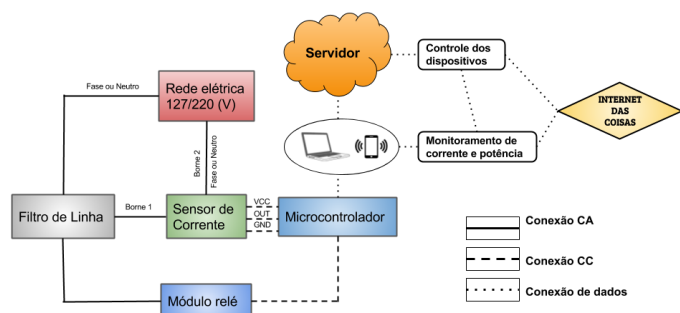 Servidor
Controle dos
dispositivos
Fase ou Neutro
Rede elétrica
127/220 (V)
INTERNET
DAS
COISAS
Borne 2
Fase ou Neutro
Monitoramento de
corrente e potência
Filtro de Linha
Borne 1
Sensor de
Corrente
VCC
OUT
GND
Microcontrolador
Conexão CA
Conexão CC
Módulo relé
Conexão de dados